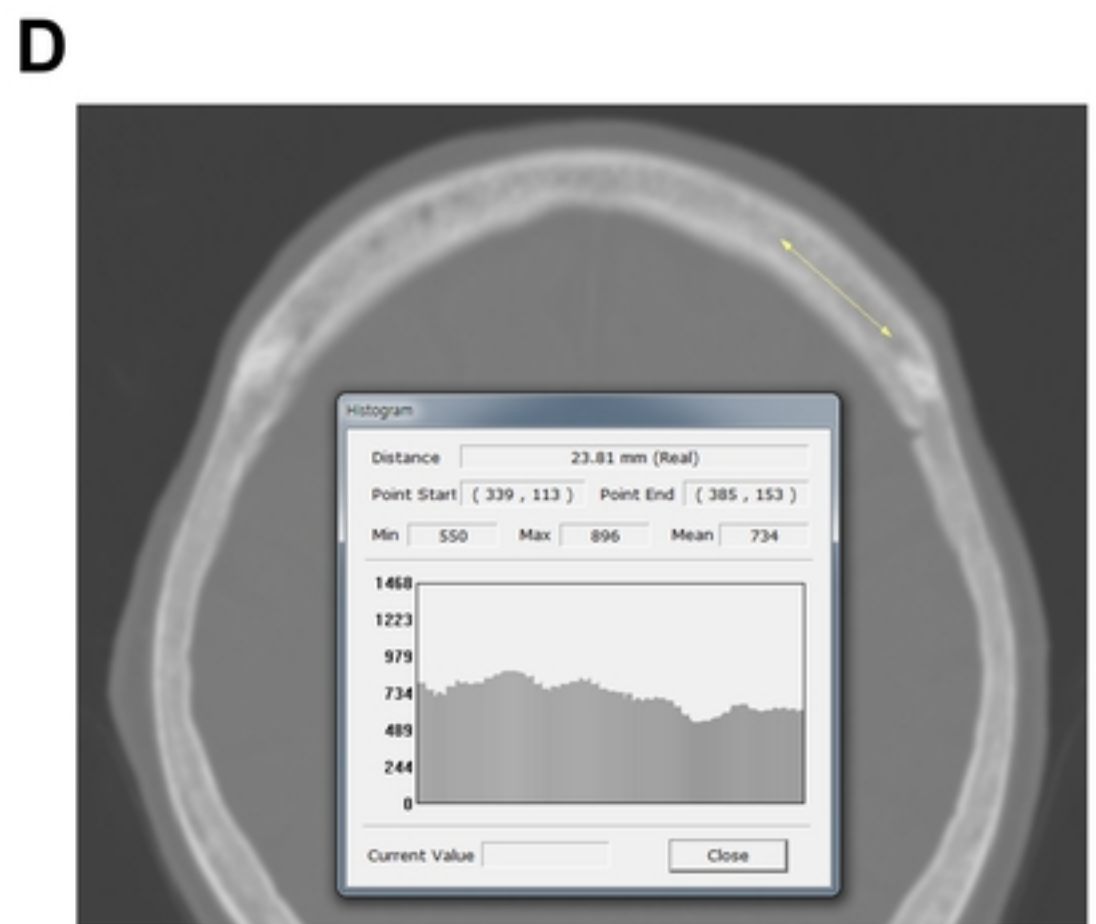 D
Histogram
Distance 23.81 mm (Real)
Point Start ( 339 , 113 ) Point End ( 385 , 153 )
Min 550 Max 896 Mean 734
1468
1223
979
734
489
244
0
Current Value Close